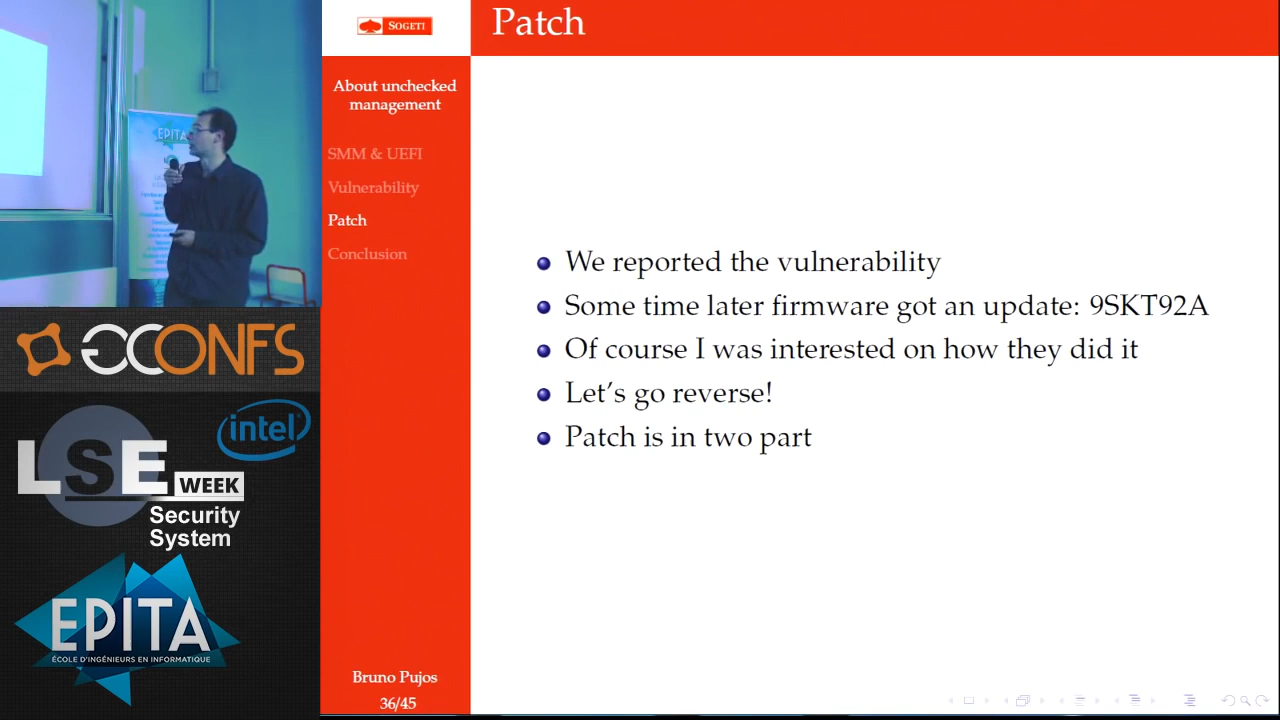 EPITA
GCONFS
intel
LSE
WEEK
Security
System
EPITA
ÉCOLE D'INGÉNIEURS EN INFORMATIQUE
SOGETI
About unchecked
management
SMM & UEFI
Vulnerability
Patch
Conclusion
Bruno Pujos
36/45
Patch
We reported the vulnerability
Some time later firmware got an update: 9SKT92A
Of course I was interested on how they did it
Let's go reverse!
Patch is in two part